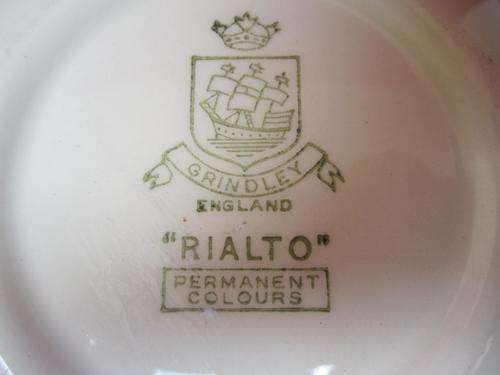 GRINDLEY
ENGLAND
"RIALTO"
PERMANENT
COLOURS